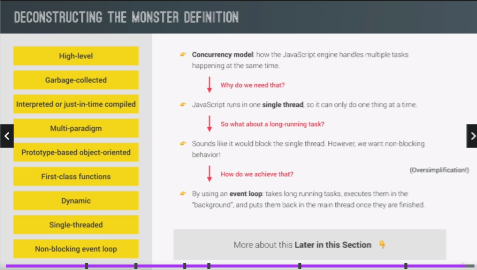 DECONSTRUCTING THE MONSTER DEFINITION
High-level
Garbage-collected
Interpreted or just-in-time compiled
Multi-paradigm
Prototype-based object-oriented
First-class functions
Dynamic
Single-threaded
Non-blocking event loop
👉 Concurrency model: how the JavaScript engine handles multiple tasks
happening at the same time.
Why do we need that?
👉 JavaScript runs in one single thread, so it can only do one thing at a time.
So what about a long-running task?
👉 Sounds like it would block the single thread. However, we want non-blocking
behavior!
(Oversimplification!)
How do we achieve that?
👉 By using an event loop: takes long running tasks, executes them in the
"background", and puts them back in the main thread once they are finished.
More about this Later in this Section 👇